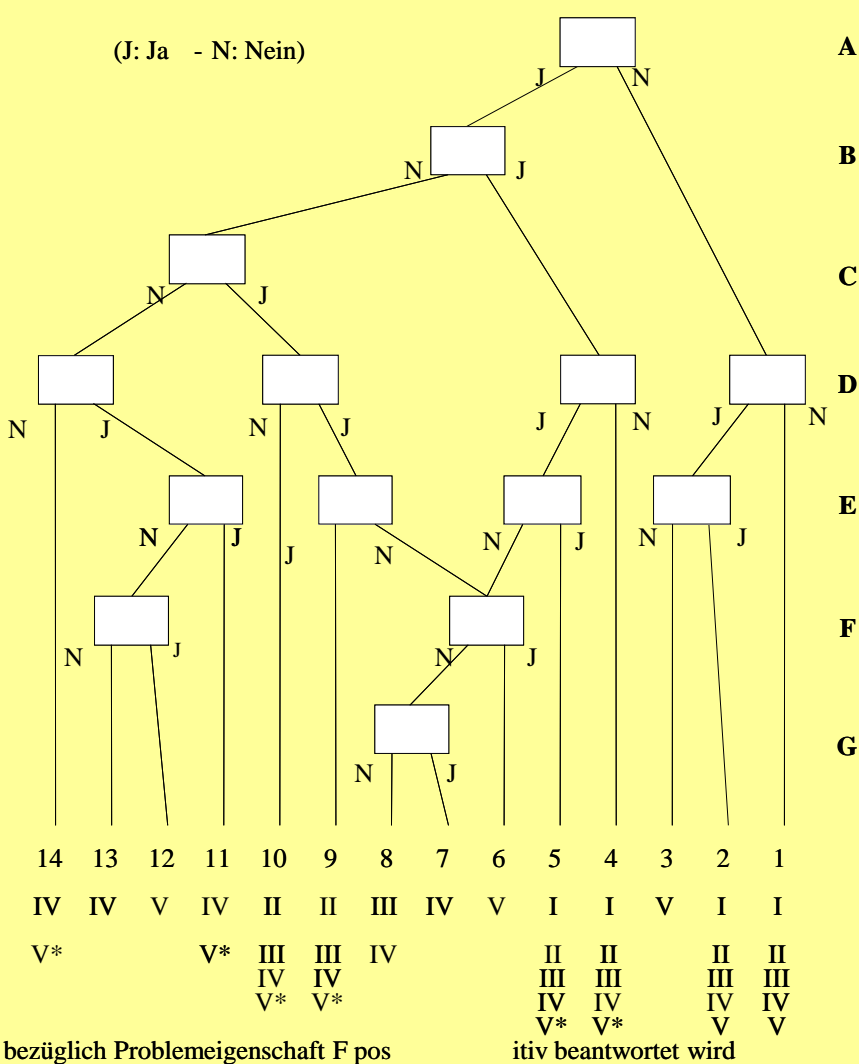 (J: Ja - N: Nein) A
J N
B
N J
C
N J
D
N J N J J N J N
E
N J N N J N J
J
F
N J N J
G
N J
14 13 12 11 10 9 8 7 6 5 4 3 2 1
IV IV V IV II II III IV V I I V I I
V* V* III III IV II II II II
IV IV III III III III
V* V* IV IV IV IV
V* V* V V
bezüglich Problemeigenschaft F pos itiv beantwortet wird